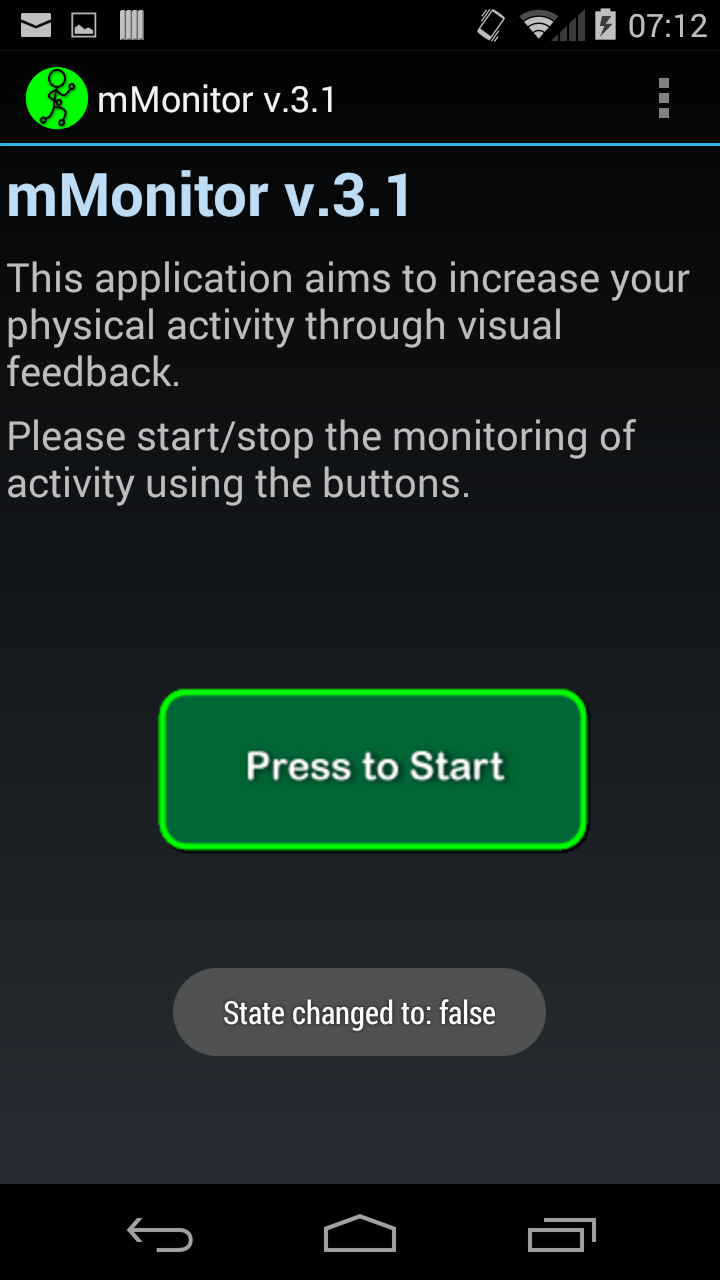 07:12
mMonitor v.3.1
mMonitor v.3.1
This application aims to increase your
physical activity through visual
feedback.
Please start/stop the monitoring of
activity using the buttons.
Press to Start
State changed to: false